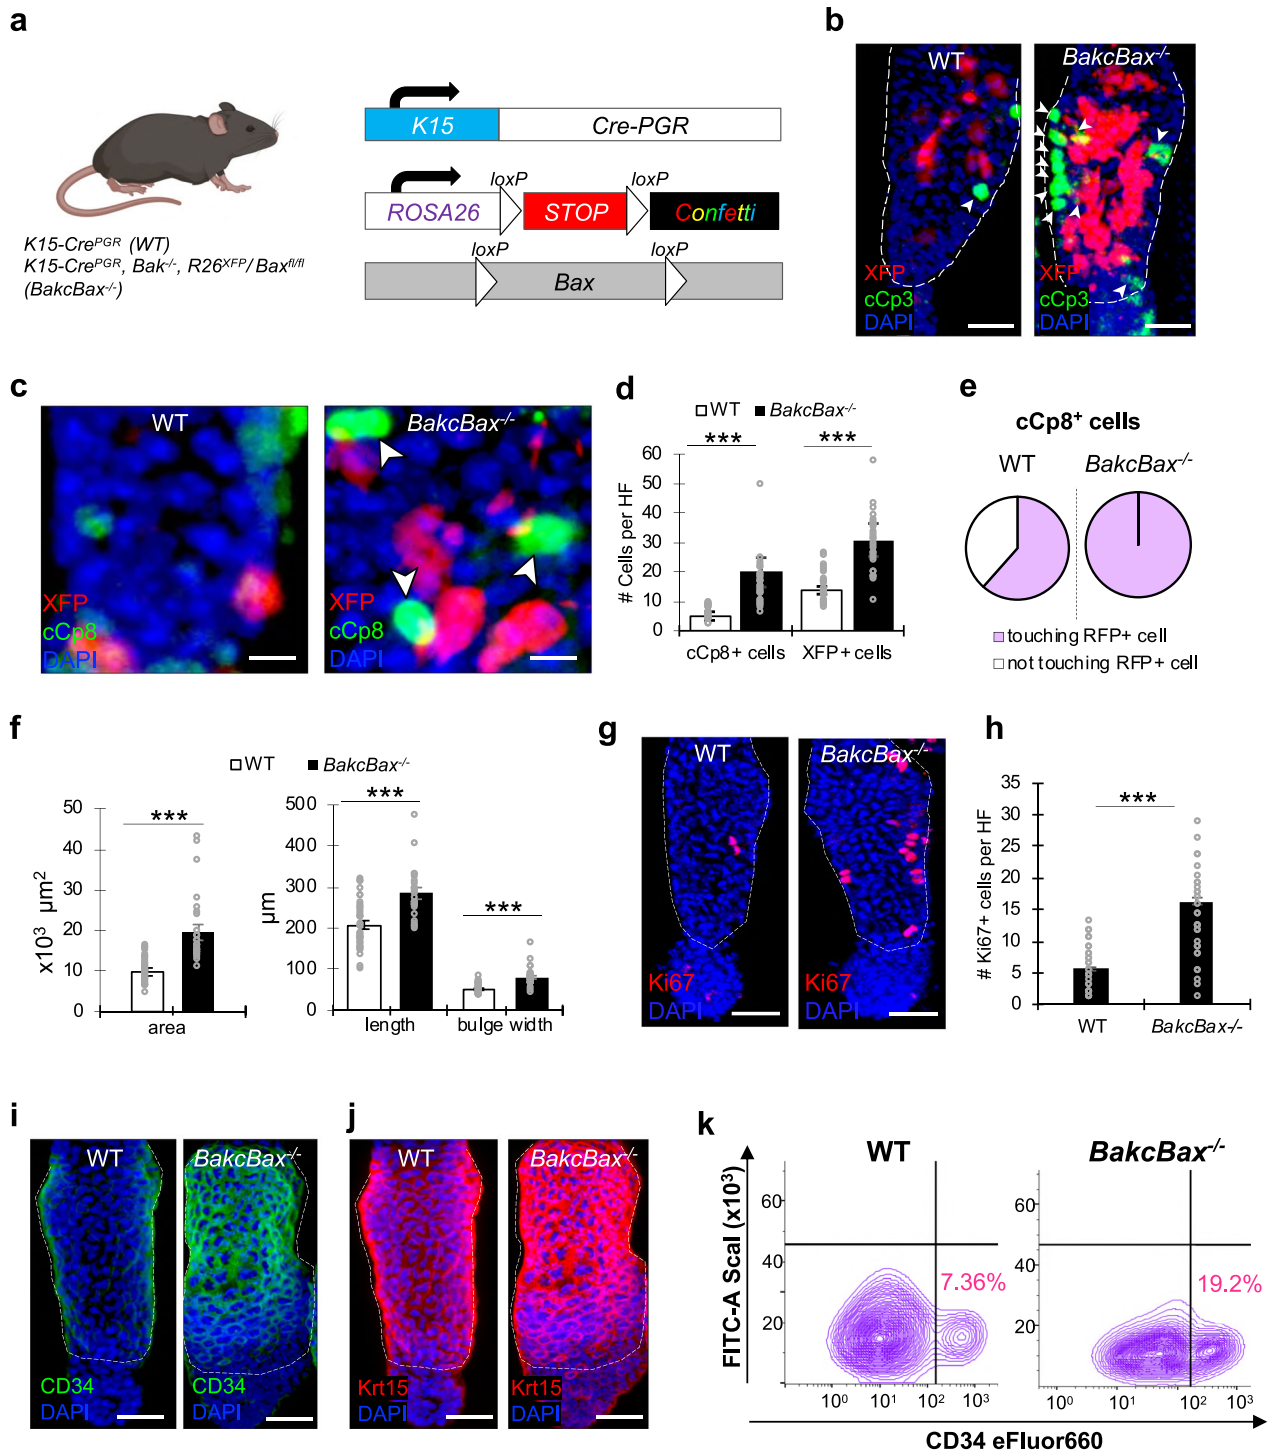 a
K15
Cre-PGR
loxP
loxP
ROSA26
STOP
Confetti
loxP
loxP
Bax
K15-CrePGR (WT)
K15-CrePGR, Bak-/-, R26XFP/Baxfl/fl
(BakcBax-/-)
b
WT
BakcBax-/-
XFP
cCp3
DAPI
XFP
cCp3
DAPI
c
WT
BakcBax-/-
XFP
cCp8
DAPI
XFP
cCp8
DAPI
d
WT
BakcBax-/-
***
***
# Cells per HF
60
50
40
30
20
10
0
cCp8+ cells
XFP+ cells
e
cCp8+ cells
WT
BakcBax-/-
touching RFP+ cell
not touching RFP+ cell
f
WT
BakcBax-/-
***
x10³ µm²
50
40
30
20
10
0
area
***
***
µm
500
400
300
200
100
0
length
bulge width
g
WT
BakcBax-/-
Ki67
DAPI
Ki67
DAPI
h
***
# Ki67+ cells per HF
35
30
25
20
15
10
5
0
WT
BakcBax-/-
i
WT
BakcBax-/-
CD34
DAPI
CD34
DAPI
j
WT
BakcBax-/-
Krt15
DAPI
Krt15
DAPI
k
WT
BakcBax-/-
FITC-A Scal (x10³)
60
40
20
7.36%
10⁰
10¹
10²
10³
60
40
20
19.2%
10⁰
10¹
10²
10³
CD34 eFluor660